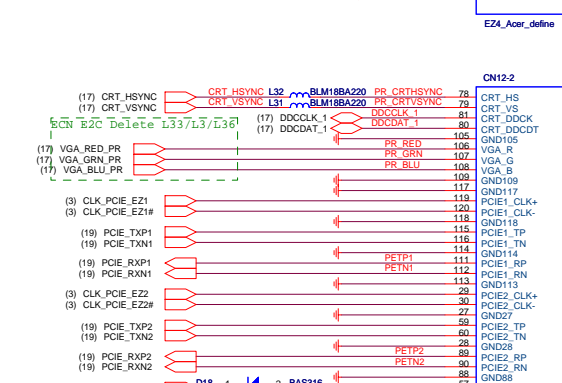 EZ4_Acer_define
CN12-2
(17) CRT_HSYNC CRT_HSYNC L32 BLM18BA220 PR_CRTHSYNC 78 CRT_HS
(17) CRT_VSYNC CRT_VSYNC L31 BLM18BA220 PR_CRTVSYNC 79 CRT_VS
(17) DDCCLK_1 DDCCLK_1 81 CRT_DDCK
ECN E2C Delete L33/L3/L36 (17) DDCDAT_1 DDCDAT_1 80 CRT_DDCDT
105 GND105
(17) VGA_RED_PR PR_RED 106 VGA_R
(17) VGA_GRN_PR PR_GRN 107 VGA_G
(17) VGA_BLU_PR PR_BLU 108 VGA_B
109 GND109
117 GND117
(3) CLK_PCIE_EZ1 119 PCIE1_CLK+
(3) CLK_PCIE_EZ1# 120 PCIE1_CLK-
118 GND118
(19) PCIE_TXP1 115 PCIE1_TP
(19) PCIE_TXN1 116 PCIE1_TN
114 GND114
(19) PCIE_RXP1 PETP1 111 PCIE1_RP
(19) PCIE_RXN1 PETN1 112 PCIE1_RN
113 GND113
(3) CLK_PCIE_EZ2 29 PCIE2_CLK+
(3) CLK_PCIE_EZ2# 30 PCIE2_CLK-
27 GND27
(19) PCIE_TXP2 59 PCIE2_TP
(19) PCIE_TXN2 60 PCIE2_TN
28 GND28
(19) PCIE_RXP2 PETP2 89 PCIE2_RP
(19) PCIE_RXN2 PETN2 90 PCIE2_RN
88 GND88
D18 1 2 BAS316 57